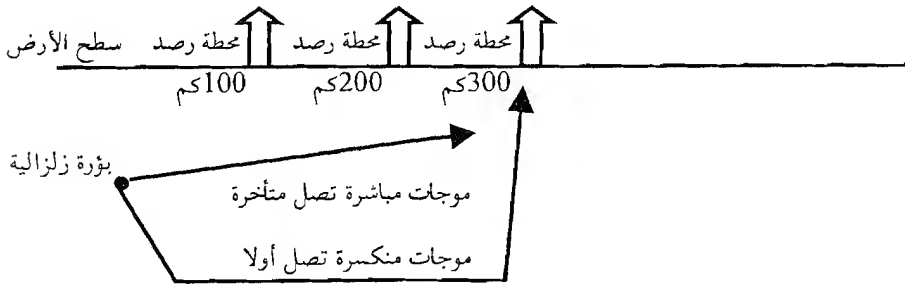 سطح الأرض محطة رصد محطة رصد محطة رصد
100كم 200كم 300كم
بؤرة زلزالية
موجات مباشرة تصل متأخرة
موجات منكسرة تصل أولا